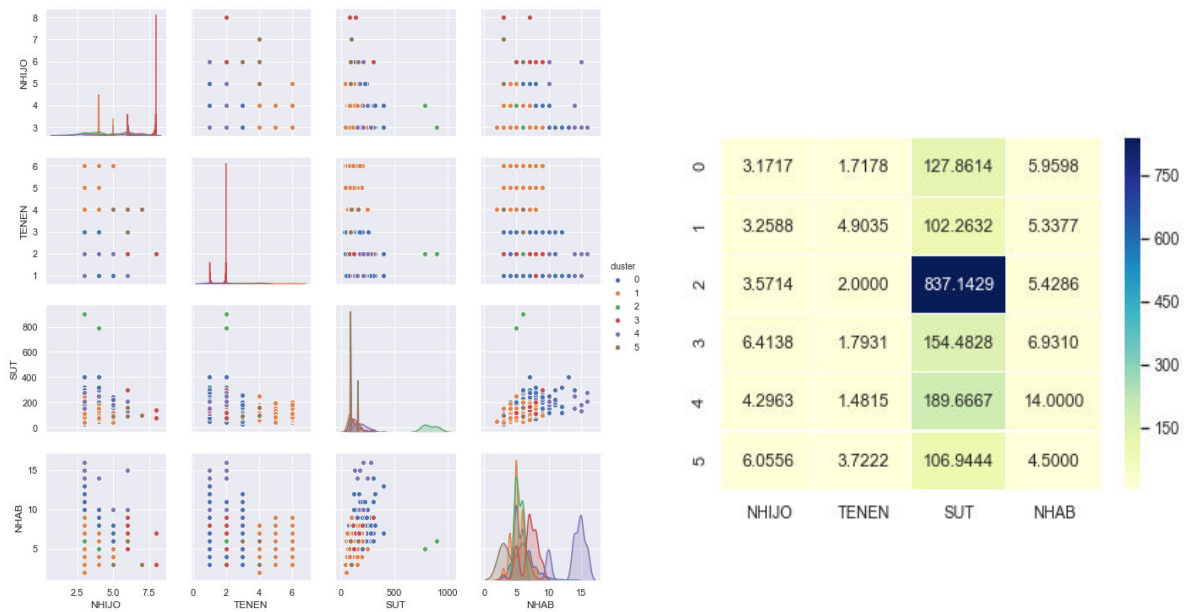 8
7
6
5
4
3
NHIJO
6
5
4
3
2
1
TENEN
800
600
400
200
0
SUT
15
10
5
NHAB
2.5 5.0 7.5
NHIJO
0 2 4 6
TENEN
0 500 1000
SUT
0 5 10 15
NHAB
cluster
0
1
2
3
4
5
0 3.1717 1.7178 127.8614 5.9598
1 3.2588 4.9035 102.2632 5.3377
2 3.5714 2.0000 837.1429 5.4286
3 6.4138 1.7931 154.4828 6.9310
4 4.2963 1.4815 189.6667 14.0000
5 6.0556 3.7222 106.9444 4.5000
NHIJO TENEN SUT NHAB
750
600
450
300
150